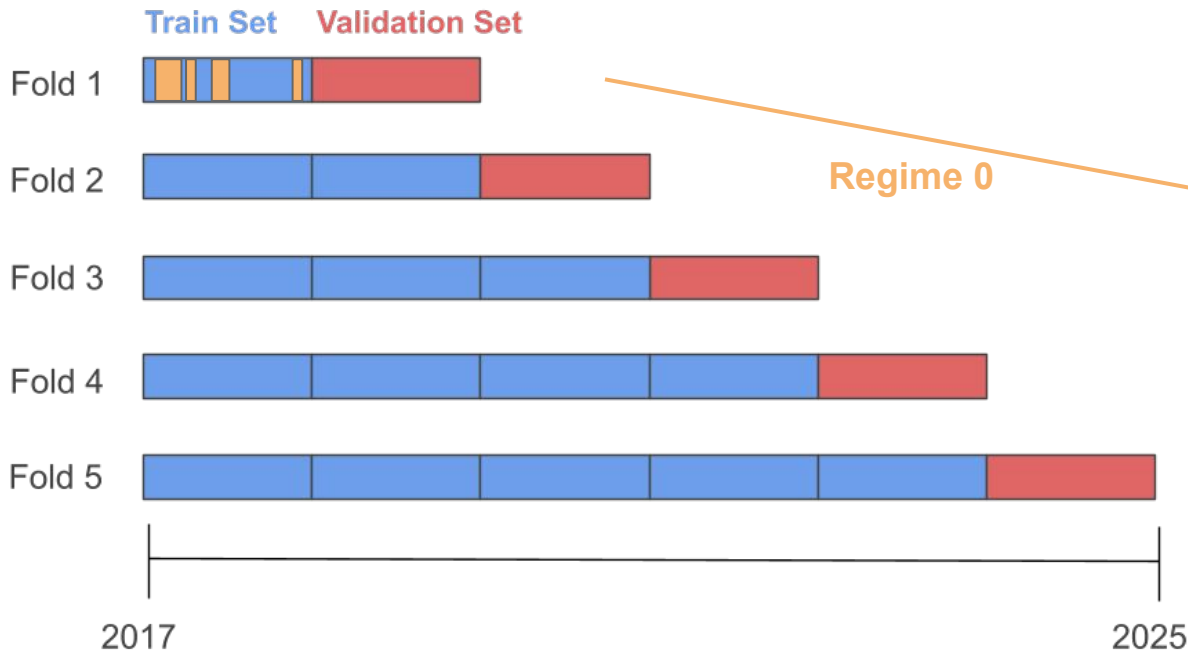 Train Set Validation Set
Fold 1
Regime 0
Fold 2
Fold 3
Fold 4
Fold 5
2017 2025